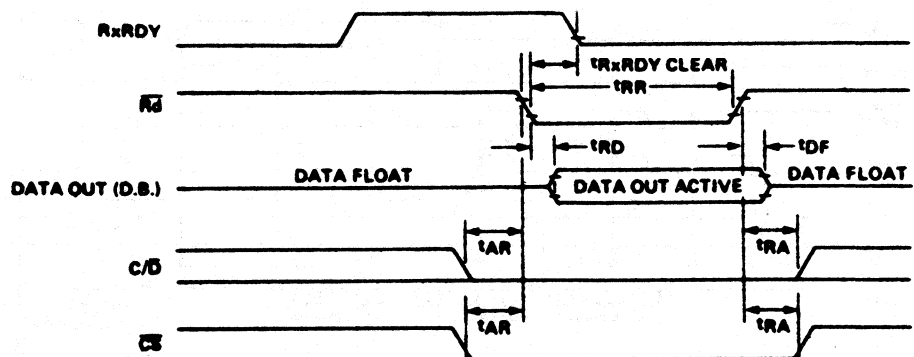 RxRDY
tRxRDY CLEAR
tRR
Rd
tRD
tDF
DATA OUT (D.B.)
DATA FLOAT
DATA OUT ACTIVE
DATA FLOAT
tAR
tRA
C/D̅
tAR
tRA
C̅S̅